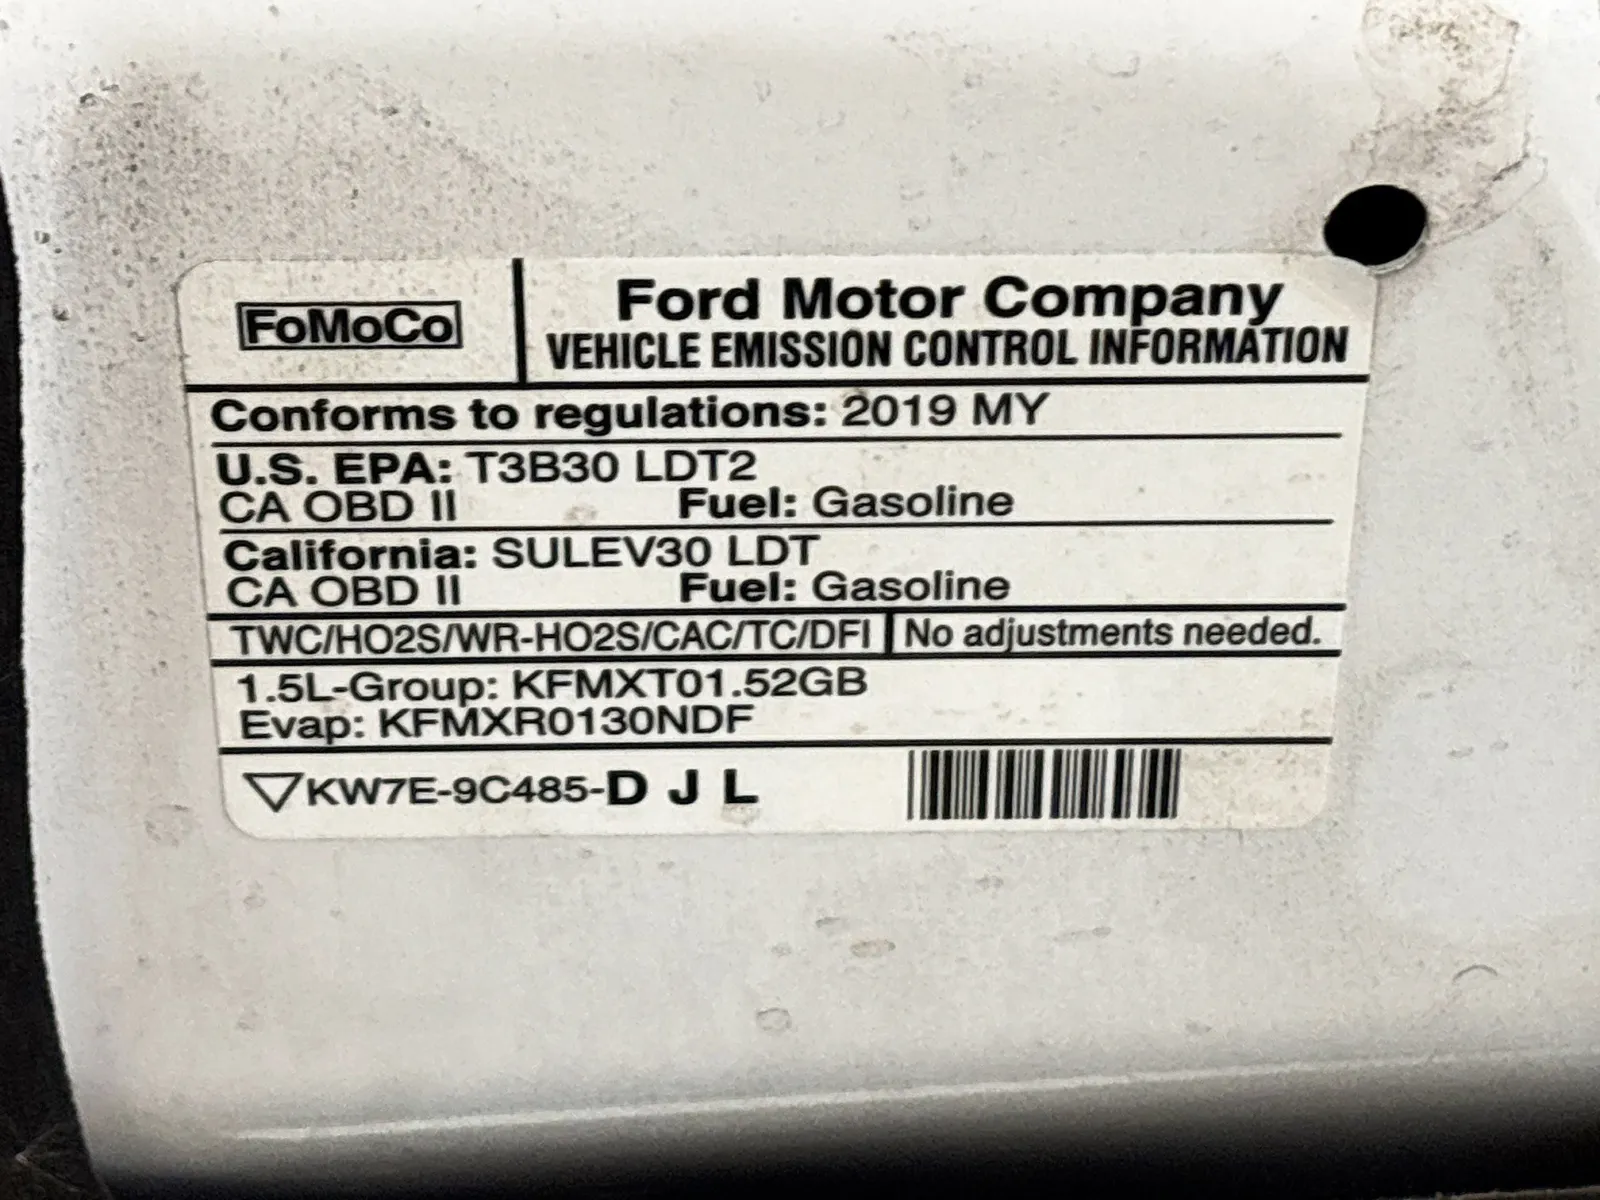 FoMoCo
Ford Motor Company
VEHICLE EMISSION CONTROL INFORMATION
Conforms to regulations: 2019 MY
U.S. EPA: T3B30 LDT2
CA OBD II Fuel: Gasoline
California: SULEV30 LDT
CA OBD II Fuel: Gasoline
TWC/HO2S/WR-HO2S/CAC/TC/DFI No adjustments needed.
1.5L-Group: KFMXT01.52GB
Evap: KFMXR0130NDF
KW7E-9C485-D J L